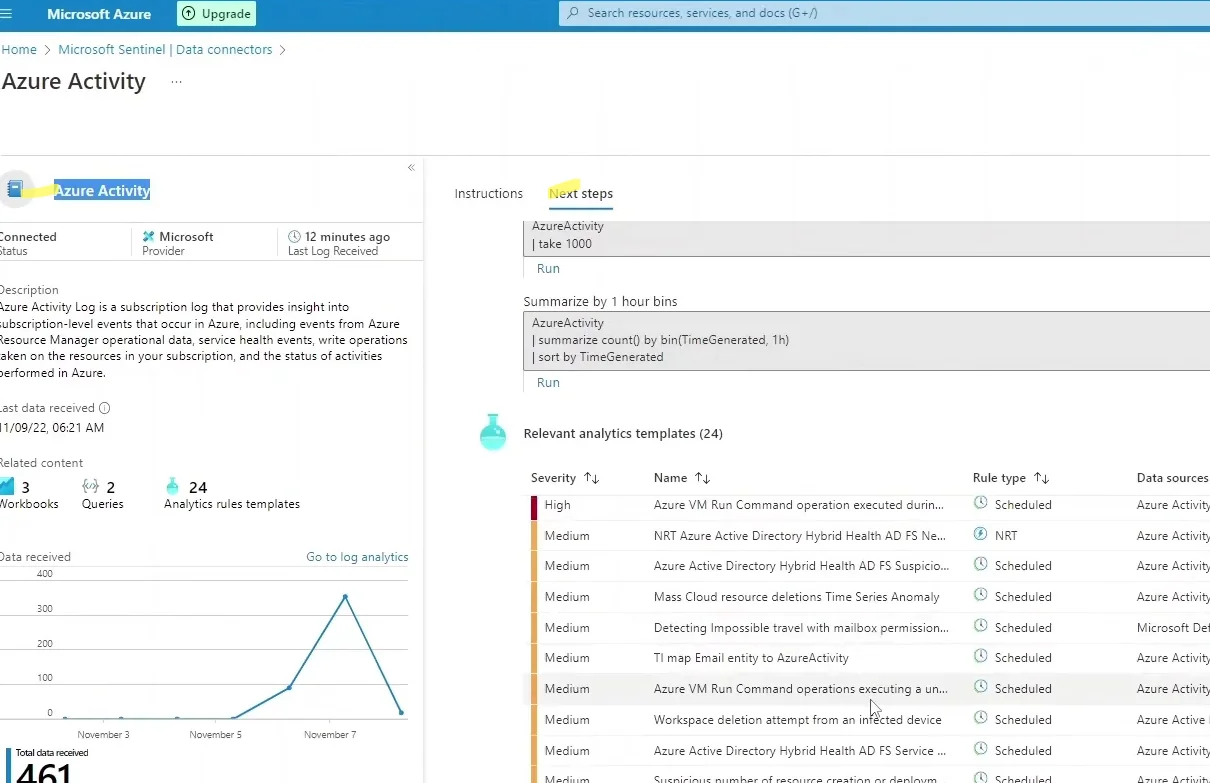 Microsoft Azure
Upgrade
Search resources, services, and docs (G+/)
Home > Microsoft Sentinel | Data connectors >
Azure Activity ...
«
Azure Activity
Connected
Status
Microsoft
Provider
12 minutes ago
Last Log Received
Description
Azure Activity Log is a subscription log that provides insight into
subscription-level events that occur in Azure, including events from Azure
Resource Manager operational data, service health events, write operations
taken on the resources in your subscription, and the status of activities
performed in Azure.
Last data received
11/09/22, 06:21 AM
Related content
3
Workbooks
2
Queries
24
Analytics rules templates
Data received
Go to log analytics
400
300
200
100
0
November 3
November 5
November 7
Total data received
461
Instructions
Next steps
AzureActivity
| take 1000
Run
Summarize by 1 hour bins
AzureActivity
| summarize count() by bin(TimeGenerated, 1h)
| sort by TimeGenerated
Run
Relevant analytics templates (24)
Severity ↑↓ Name ↑↓ Rule type ↑↓ Data sources
High Azure VM Run Command operation executed durin... Scheduled Azure Activity
Medium NRT Azure Active Directory Hybrid Health AD FS Ne... NRT Azure Activity
Medium Azure Active Directory Hybrid Health AD FS Suspicio... Scheduled Azure Activity
Medium Mass Cloud resource deletions Time Series Anomaly Scheduled Azure Activity
Medium Detecting Impossible travel with mailbox permission... Scheduled Microsoft Def
Medium TI map Email entity to AzureActivity Scheduled Azure Activity
Medium Azure VM Run Command operations executing a un... Scheduled Azure Activity
Medium Workspace deletion attempt from an infected device Scheduled Azure Active
Medium Azure Active Directory Hybrid Health AD FS Service ... Scheduled Azure Activity
Medium Suspicious number of resource creation or deploym... Scheduled Azure Activity